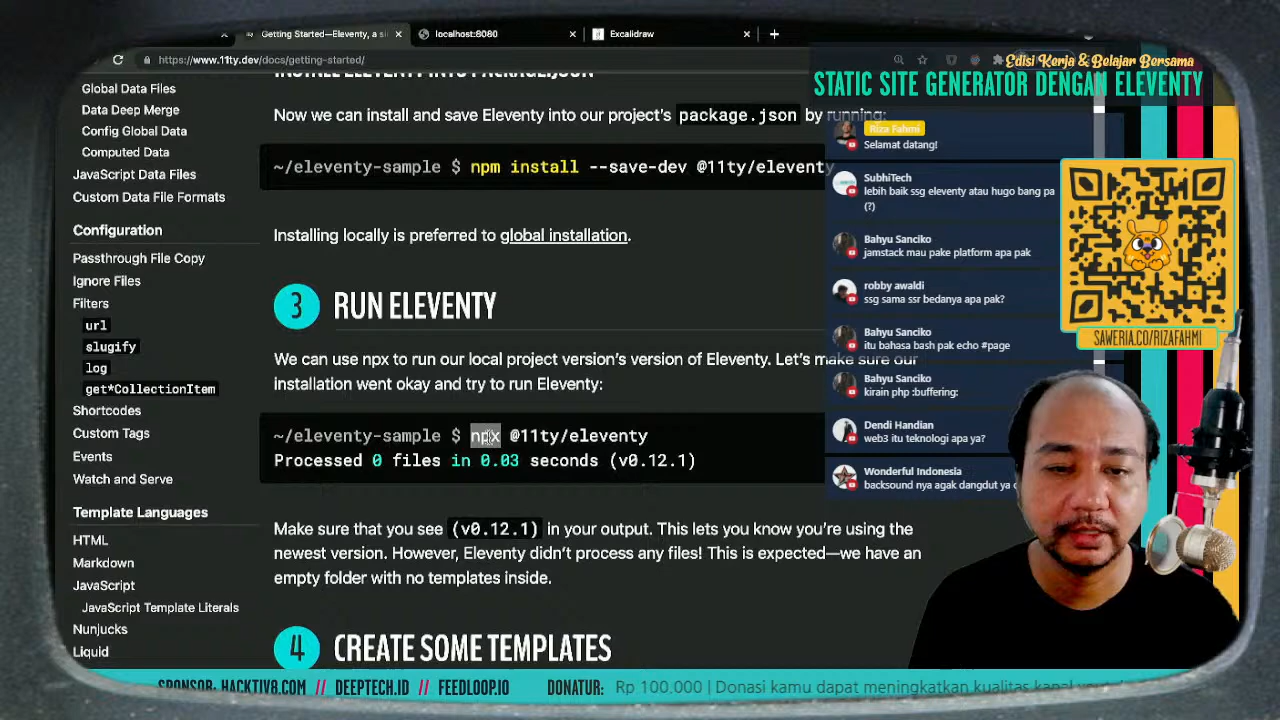 Getting Started—Eleventy, a si
localhost:8080
Excalidraw
https://www.11ty.dev/docs/getting-started/
Edisi Kerja & Belajar Bersama
STATIC SITE GENERATOR DENGAN ELEVENTY
Global Data Files
Data Deep Merge
Config Global Data
Computed Data
JavaScript Data Files
Custom Data File Formats
Configuration
Passthrough File Copy
Ignore Files
Filters
url
slugify
log
get*CollectionItem
Shortcodes
Custom Tags
Events
Watch and Serve
Template Languages
HTML
Markdown
JavaScript
JavaScript Template Literals
Nunjucks
Liquid
INSTALL ELEVENTY INTO PACKAGE.JSON
Now we can install and save Eleventy into our project's package.json by running:
~/eleventy-sample $ npm install --save-dev @11ty/eleventy
Installing locally is preferred to global installation.
3 RUN ELEVENTY
We can use npx to run our local project version's version of Eleventy. Let's make sure our
installation went okay and try to run Eleventy:
~/eleventy-sample $ npx @11ty/eleventy
Processed 0 files in 0.03 seconds (v0.12.1)
Make sure that you see (v0.12.1) in your output. This lets you know you're using the
newest version. However, Eleventy didn't process any files! This is expected—we have an
empty folder with no templates inside.
4 CREATE SOME TEMPLATES
Riza Fahmi
Selamat datang!
SubhiTech
lebih baik ssg eleventy atau hugo bang pa
(?)
Bahyu Sanciko
jamstack mau pake platform apa pak
robby awaldi
ssg sama ssr bedanya apa pak?
Bahyu Sanciko
itu bahasa bash pak echo #page
Bahyu Sanciko
kirain php :buffering:
Dendi Handian
web3 itu teknologi apa ya?
Wonderful Indonesia
backsound nya agak dangdut ya
SAWERIA.CO/RIZAFAHMI
SPONSOR: HACKTIV8.COM // DEEPTECH.ID // FEEDLOOP.IO
DONATUR: Rp 100.000 | Donasi kamu dapat meningkatkan kualitas kanal